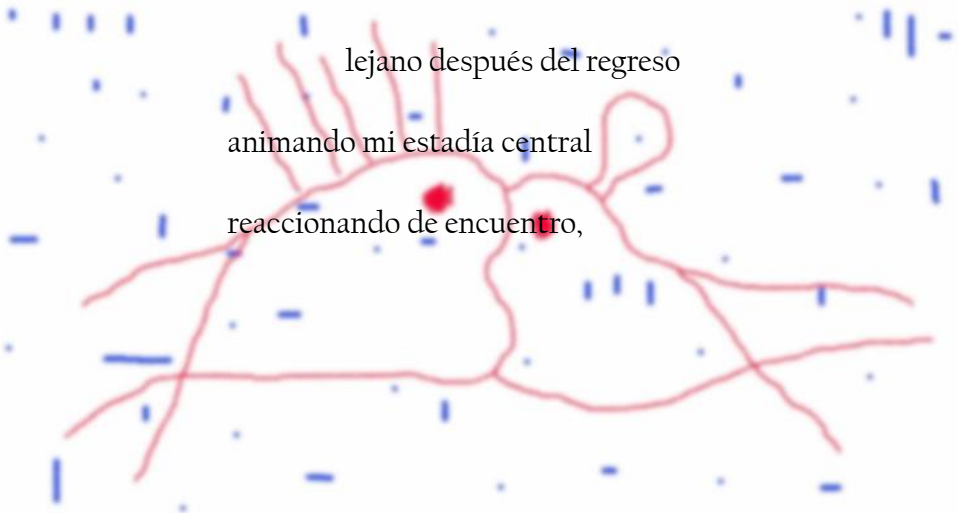 lejano después del regreso
animando mi estadía central
reaccionando de encuentro,